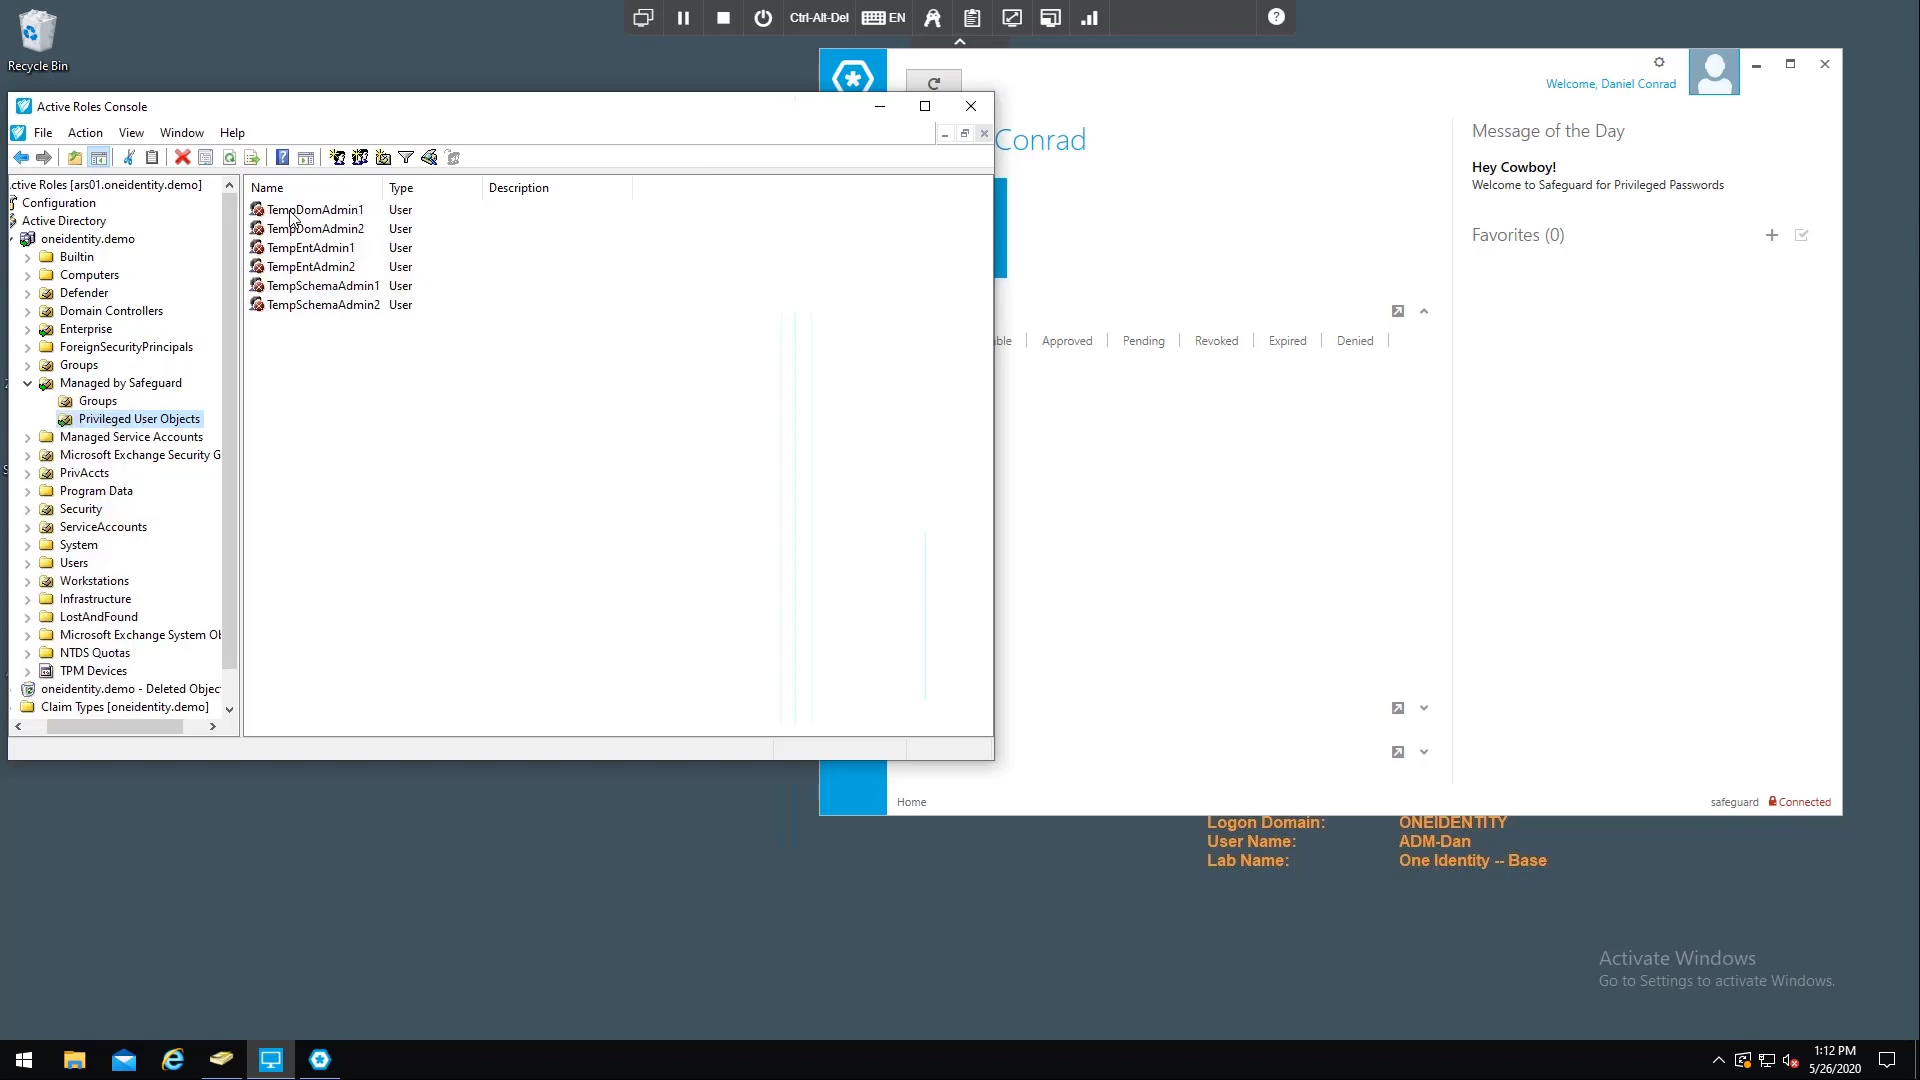 Recycle Bin
Ctrl-Alt-Del
EN
Active Roles Console
File Action View Window Help
ctive Roles [ars01.oneidentity.demo]
Configuration
Active Directory
oneidentity.demo
Builtin
Computers
Defender
Domain Controllers
Enterprise
ForeignSecurityPrincipals
Groups
Managed by Safeguard
Groups
Privileged User Objects
Managed Service Accounts
Microsoft Exchange Security G
PrivAccts
Program Data
Security
ServiceAccounts
System
Users
Workstations
Infrastructure
LostAndFound
Microsoft Exchange System Ob
NTDS Quotas
TPM Devices
oneidentity.demo - Deleted Objec
Claim Types [oneidentity.demo]
Name Type Description
TempDomAdmin1 User
TempDomAdmin2 User
TempEntAdmin1 User
TempEntAdmin2 User
TempSchemaAdmin1 User
TempSchemaAdmin2 User
Welcome, Daniel Conrad
Conrad
Message of the Day
Hey Cowboy!
Welcome to Safeguard for Privileged Passwords
Favorites (0)
ble Approved Pending Revoked Expired Denied
Home
safeguard Connected
Logon Domain: ONEIDENTITY
User Name: ADM-Dan
Lab Name: One Identity -- Base
Activate Windows
Go to Settings to activate Windows.
1:12 PM
5/26/2020